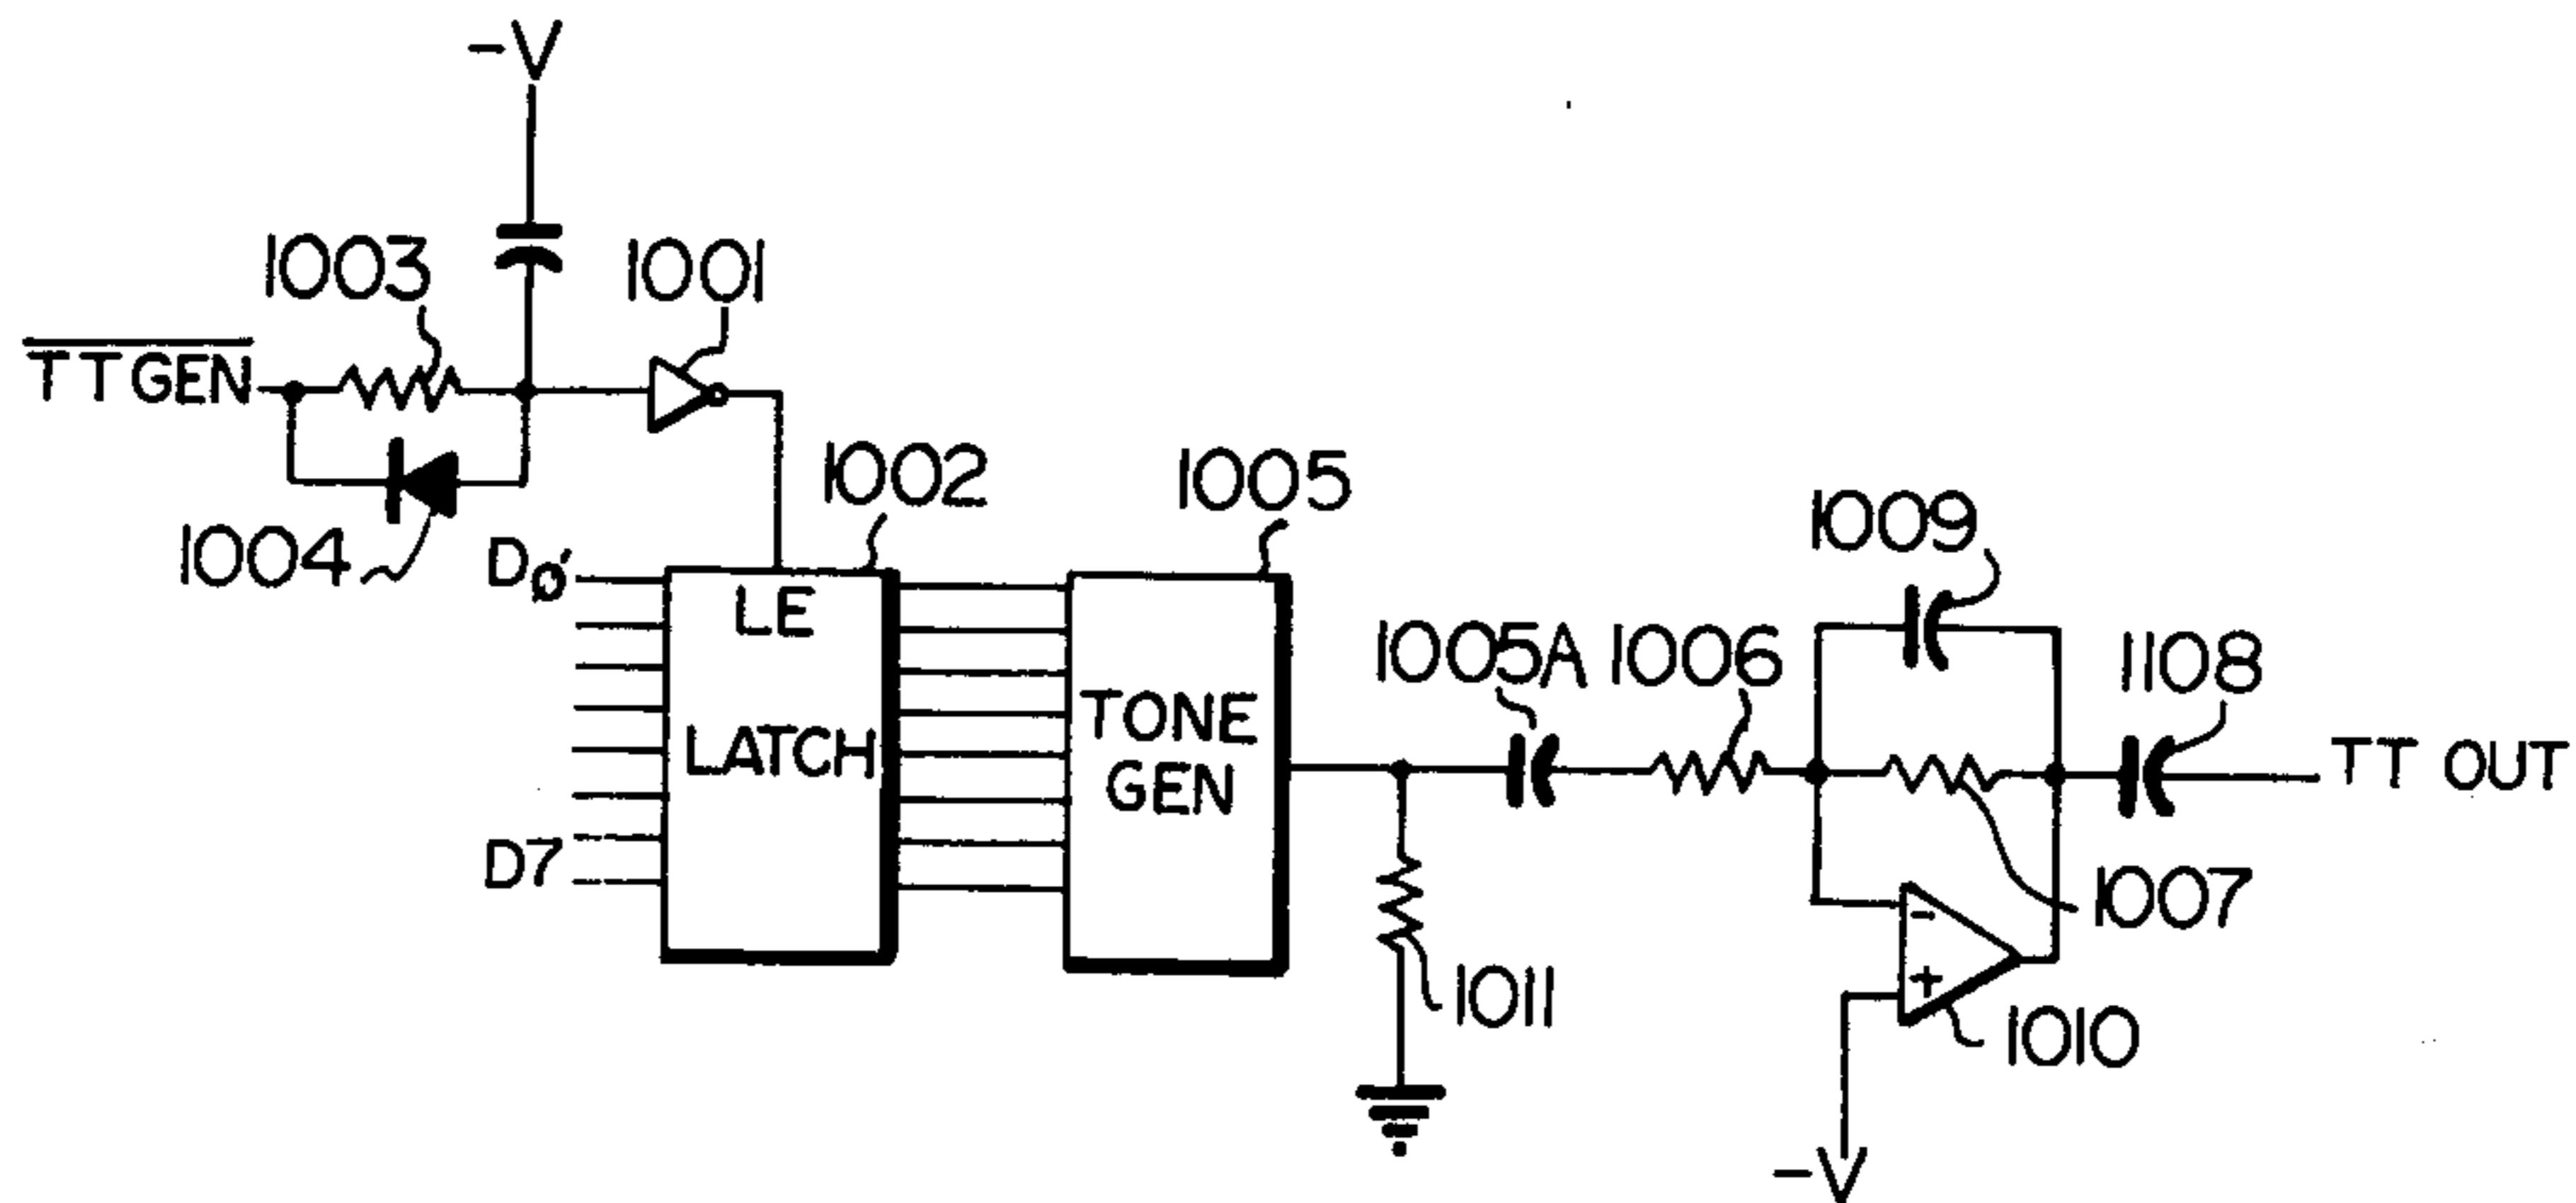 -V
1003
1001
TTGEN
1004
1002
1005
DØ
LE
LATCH
D7
TONE
GEN
1005A
1006
1009
1108
TT OUT
1007
1011
-
+
1010
-V